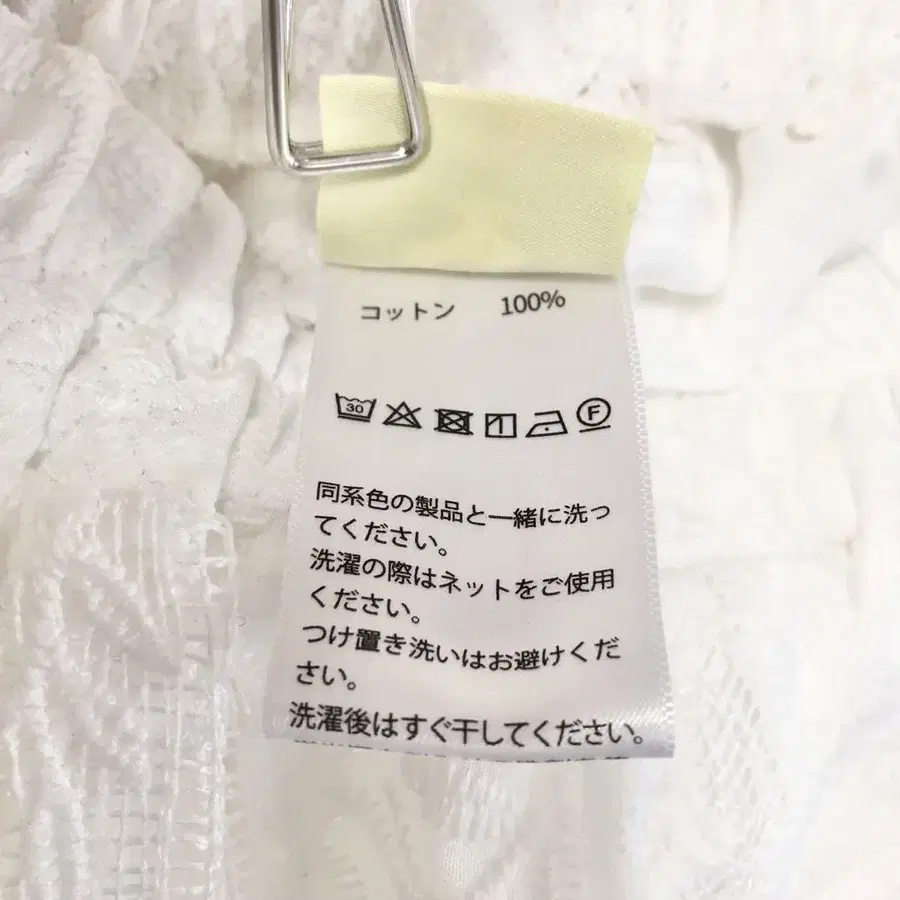 コットン 100%
30
F
同系色の製品と一緒に洗っ
てください。
洗濯の際はネットをご使用
ください。
つけ置き洗いはお避けくだ
さい。
洗濯後はすぐ干してください。